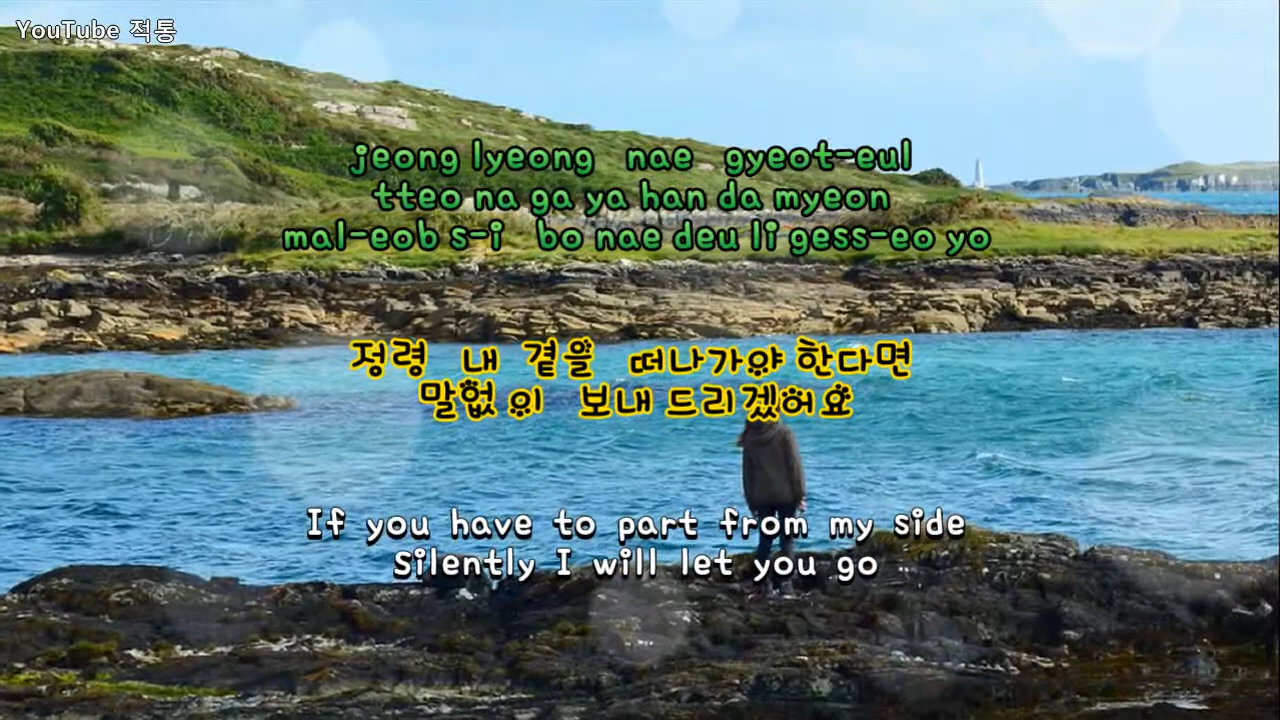 YouTube 적통
jeong lyeong nae gyeot-eul
tteo na ga ya han da myeon
mal-eob s-i bo nae deu li gess-eo yo
정령 내 곁을 떠나가야 한다면
말없 이 보내 드리겠어요
If you have to part from my side
Silently I will let you go